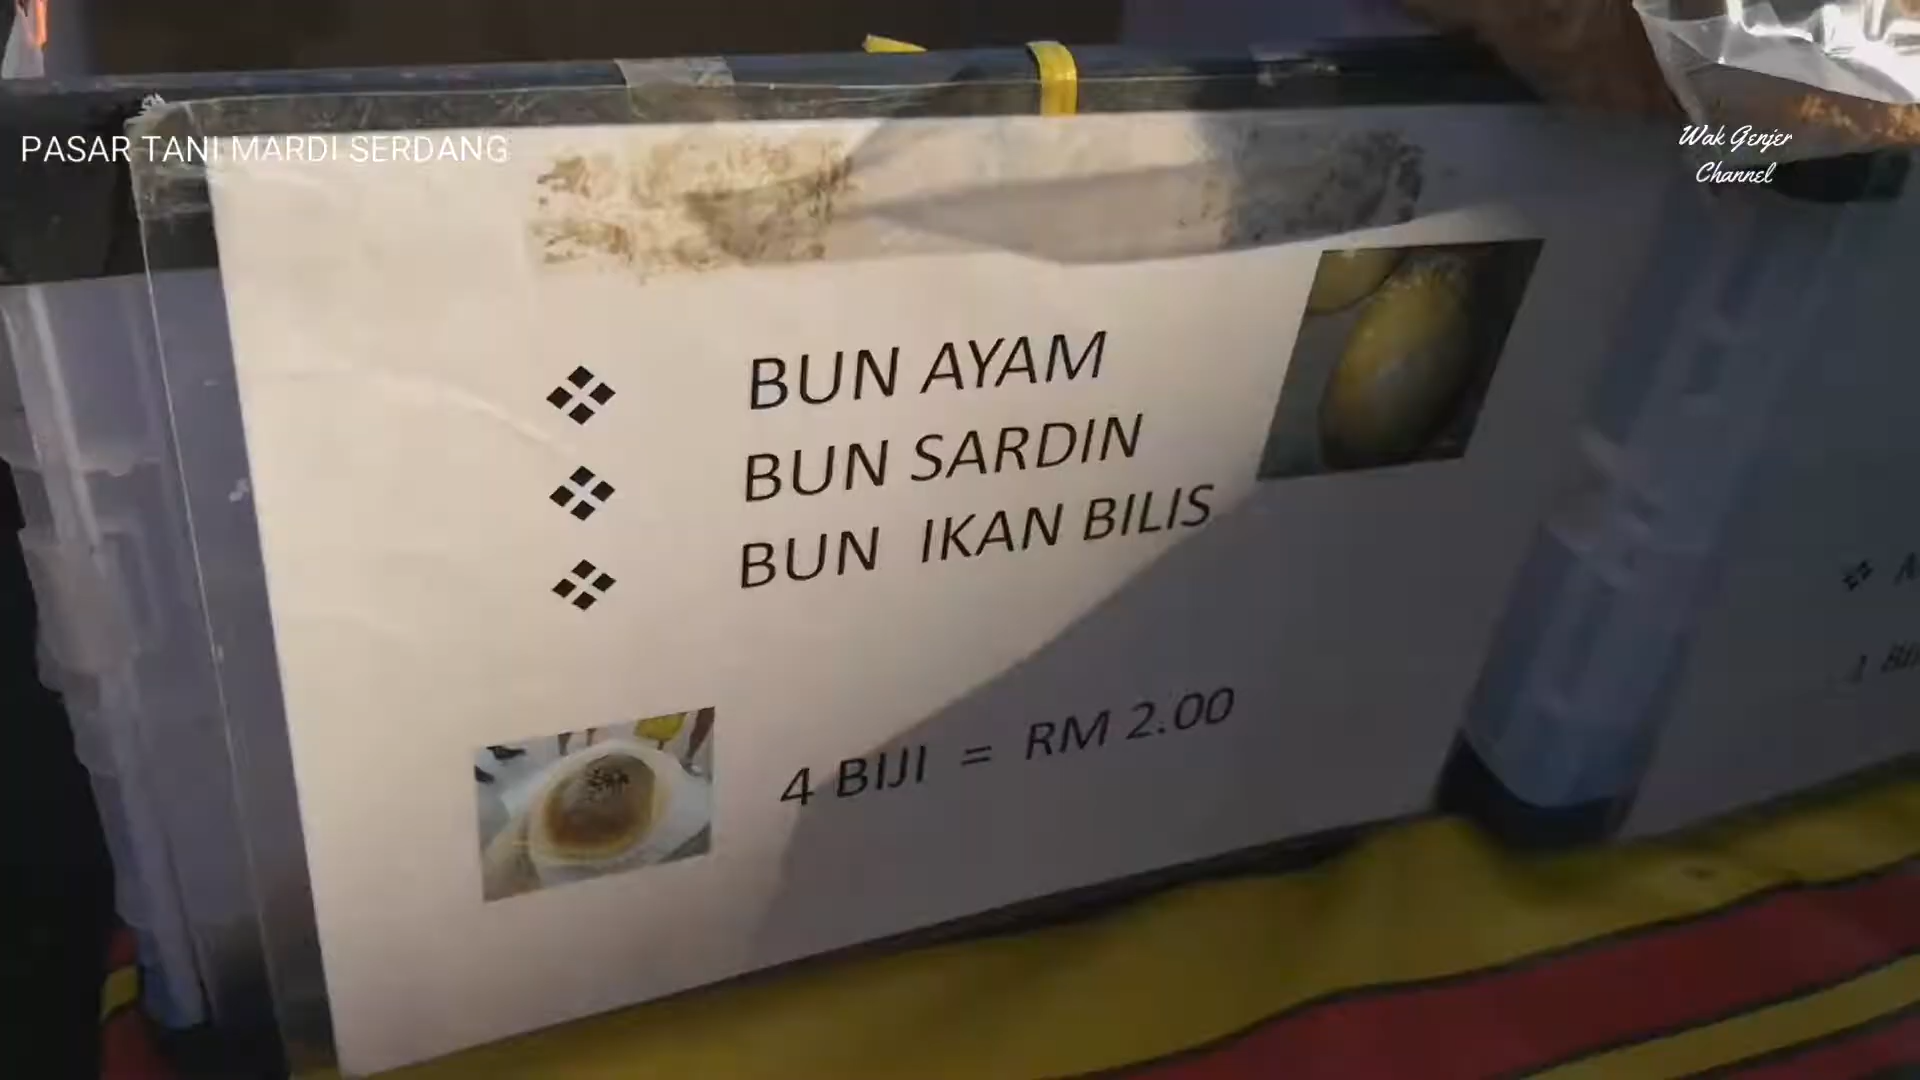 PASAR TANI MARDI SERDANG
Wak Genjer
Channel
BUN AYAM
BUN SARDIN
BUN IKAN BILIS
4 BIJI = RM 2.00